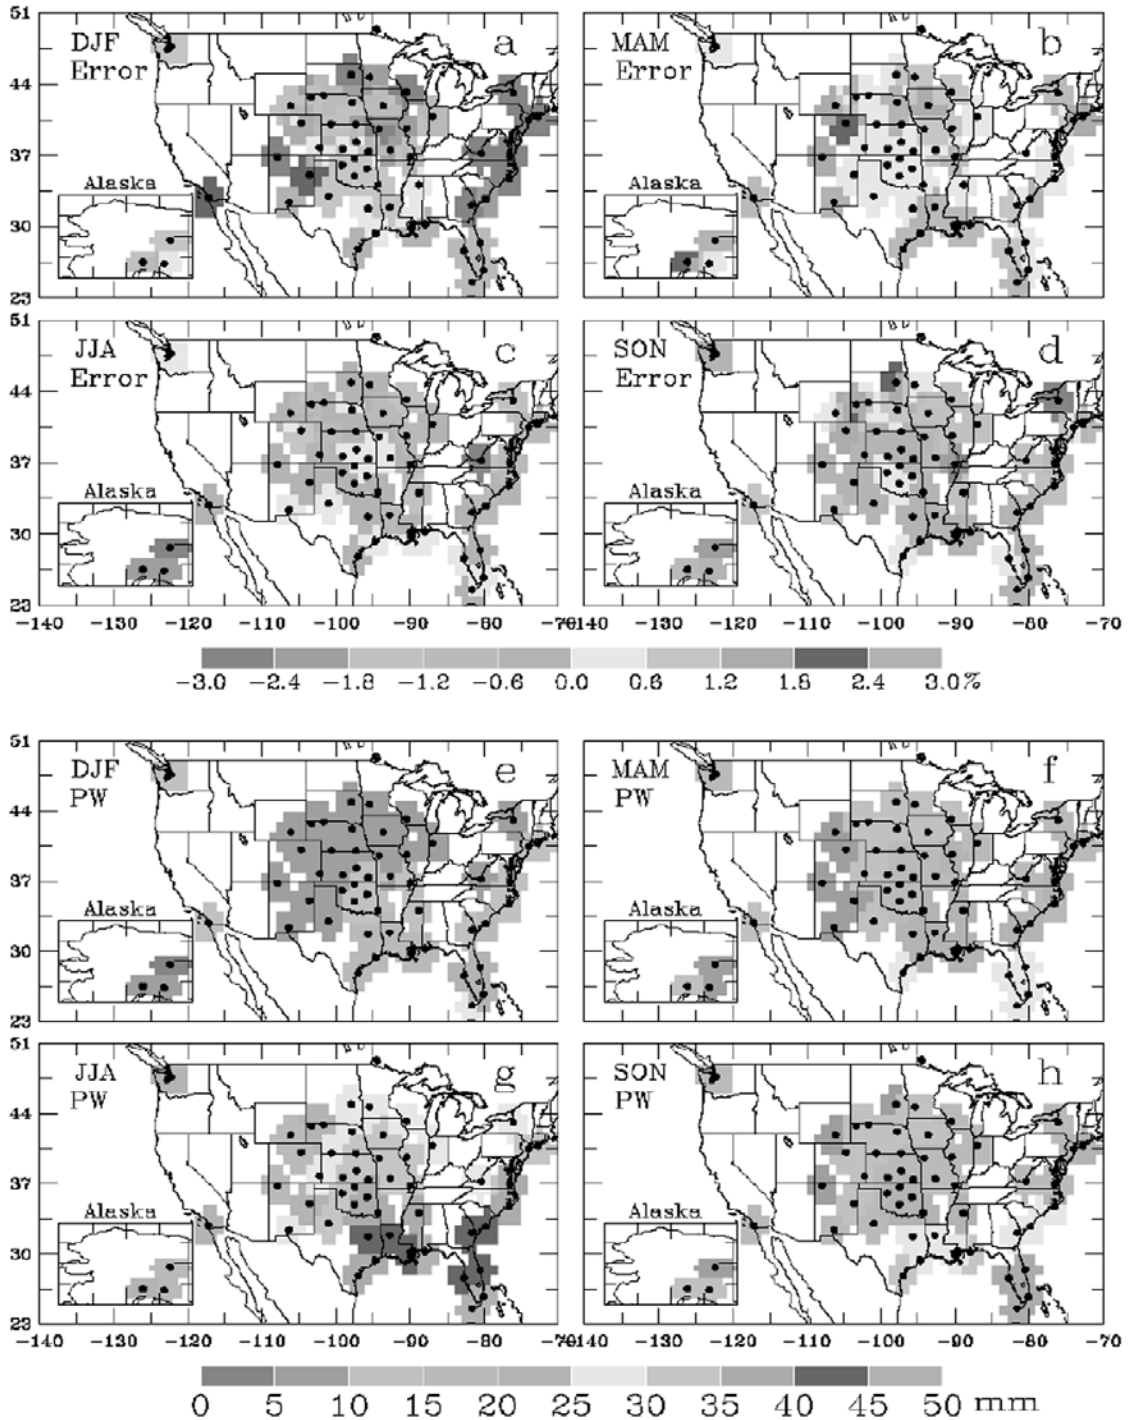 51
44
37
30
23
DJF
Error
a
Alaska
MAM
Error
b
Alaska
51
44
37
30
23
JJA
Error
c
Alaska
SON
Error
d
Alaska
-140 -130 -120 -110 -100 -90 -80 -70
-140 -130 -120 -110 -100 -90 -80 -70
-3.0 -2.4 -1.8 -1.2 -0.6 0.0 0.6 1.2 1.8 2.4 3.0%
51
44
37
30
23
DJF
PW
e
Alaska
MAM
PW
f
Alaska
51
44
37
30
23
JJA
PW
g
Alaska
SON
PW
h
Alaska
-140 -130 -120 -110 -100 -90 -80 -70
-140 -130 -120 -110 -100 -90 -80 -70
0 5 10 15 20 25 30 35 40 45 50 mm